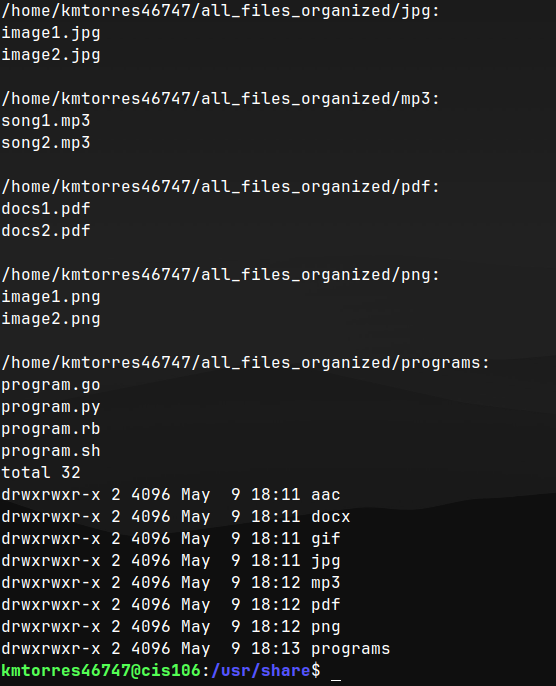 /home/kmtorres46747/all_files_organized/jpg:
image1.jpg
image2.jpg

/home/kmtorres46747/all_files_organized/mp3:
song1.mp3
song2.mp3

/home/kmtorres46747/all_files_organized/pdf:
docs1.pdf
docs2.pdf

/home/kmtorres46747/all_files_organized/png:
image1.png
image2.png

/home/kmtorres46747/all_files_organized/programs:
program.go
program.py
program.rb
program.sh
total 32
drwxrwxr-x 2 4096 May  9 18:11 aac
drwxrwxr-x 2 4096 May  9 18:11 docx
drwxrwxr-x 2 4096 May  9 18:11 gif
drwxrwxr-x 2 4096 May  9 18:11 jpg
drwxrwxr-x 2 4096 May  9 18:12 mp3
drwxrwxr-x 2 4096 May  9 18:12 pdf
drwxrwxr-x 2 4096 May  9 18:12 png
drwxrwxr-x 2 4096 May  9 18:13 programs
kmtorres46747@cis106:/usr/share$ _